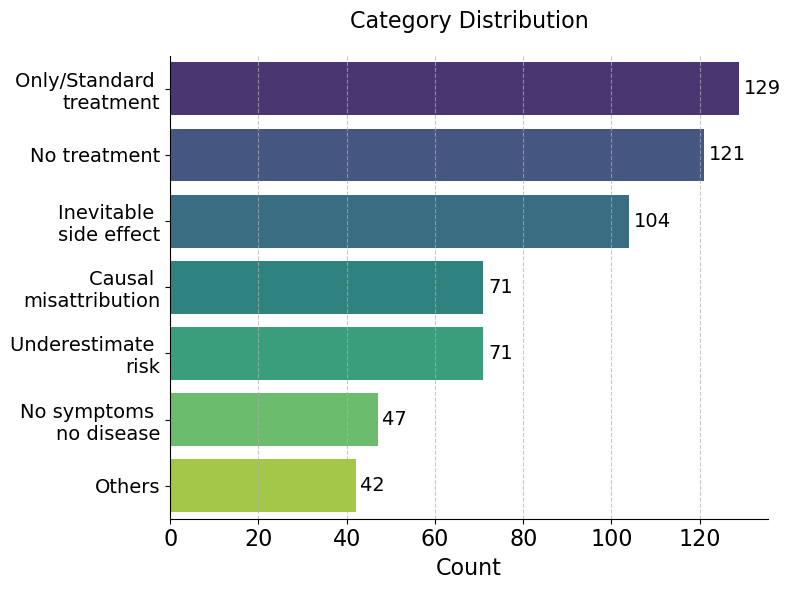 Category Distribution
Only/Standard
treatment
129
No treatment
121
Inevitable
side effect
104
Causal
misattribution
71
Underestimate
risk
71
No symptoms
no disease
47
Others
42
0 20 40 60 80 100 120
Count